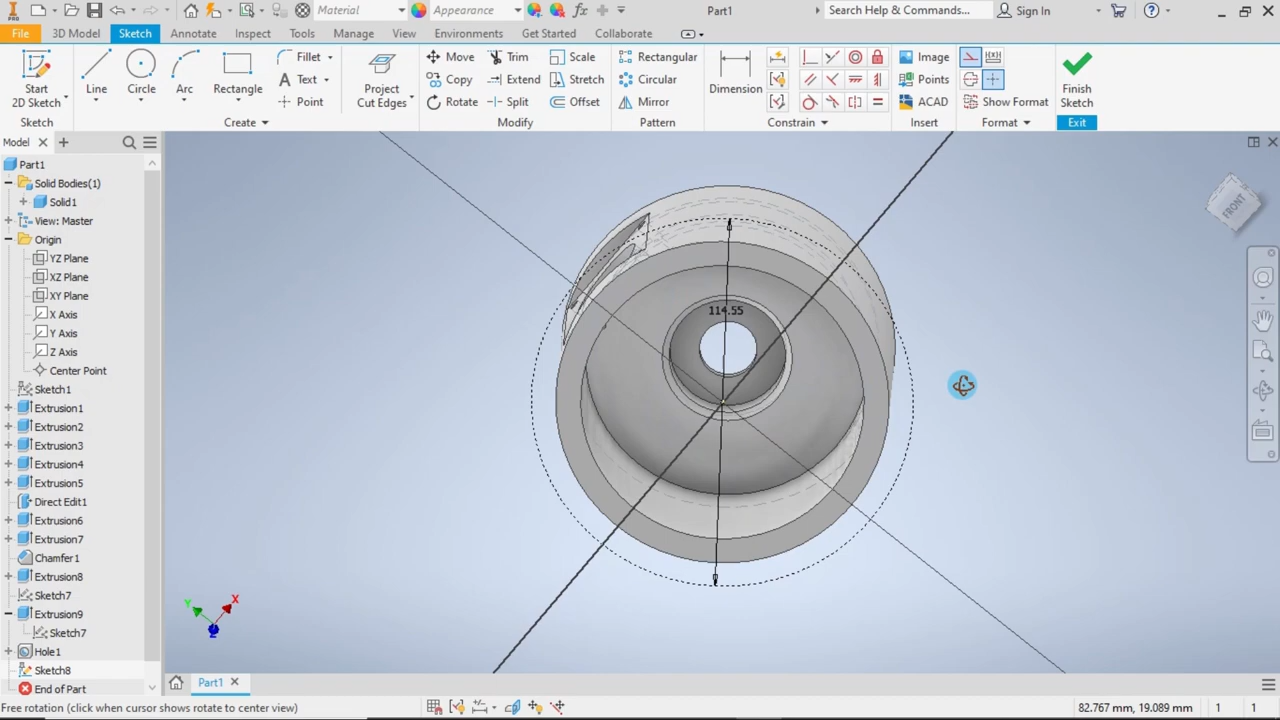 PRO
Material
Appearance
fx
Part1
Search Help & Commands...
Sign In
File
3D Model
Sketch
Annotate
Inspect
Tools
Manage
View
Environments
Get Started
Collaborate
Start
2D Sketch
Line
Circle
Arc
Rectangle
Fillet
Text
Point
Project
Cut Edges
Move
Copy
Rotate
Trim
Extend
Split
Scale
Stretch
Offset
Rectangular
Circular
Mirror
Dimension
Image
Points
ACAD
Show Format
Finish
Sketch
Sketch
Create
Modify
Pattern
Constrain
Insert
Format
Exit
Model
Part1
Solid Bodies(1)
Solid1
View: Master
Origin
YZ Plane
XZ Plane
XY Plane
X Axis
Y Axis
Z Axis
Center Point
Sketch1
Extrusion1
Extrusion2
Extrusion3
Extrusion4
Extrusion5
Direct Edit1
Extrusion6
Extrusion7
Chamfer1
Extrusion8
Sketch7
Extrusion9
Sketch7
Hole1
Sketch8
End of Part
114.55
FRONT
Y
X
Z
Part1
Free rotation (click when cursor shows rotate to center view)
82.767 mm, 19.089 mm
1
1